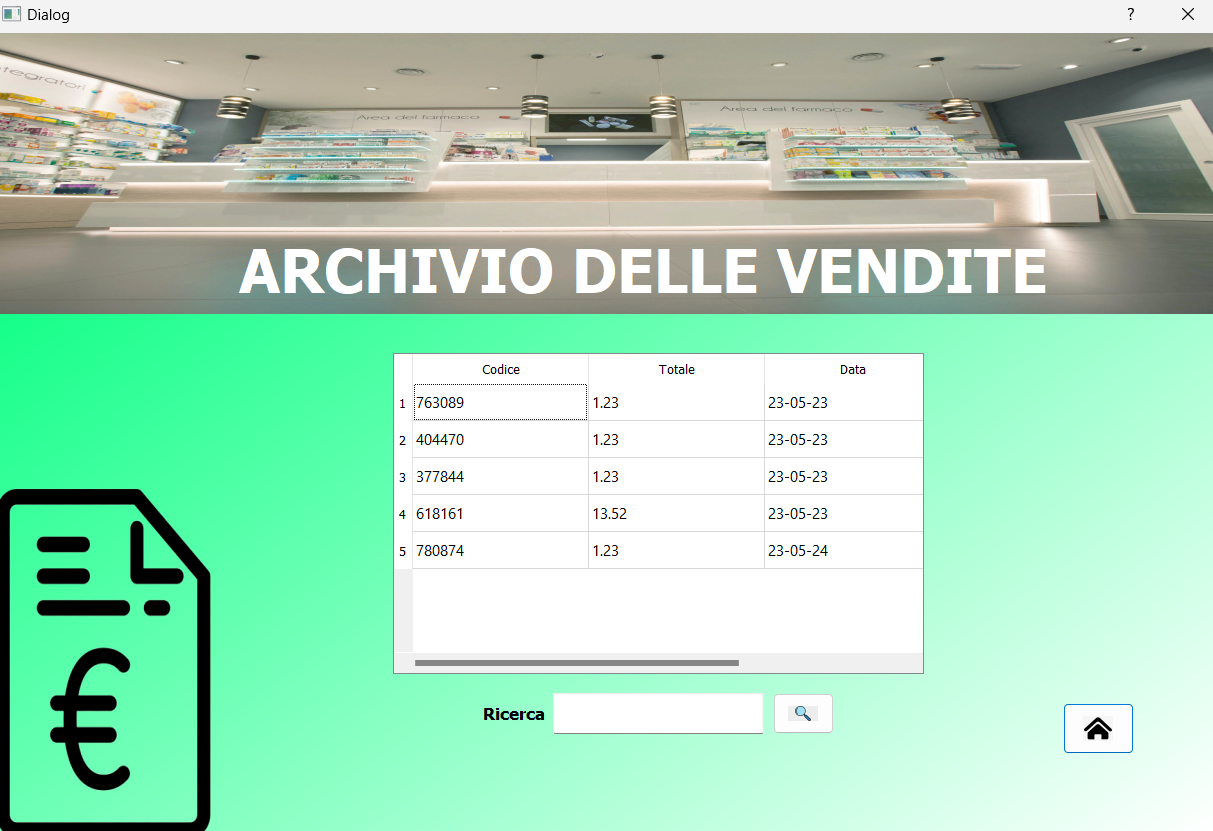 Dialog ?
ntegratori
Area del farmaco Area del farmaco
ARCHIVIO DELLE VENDITE
Codice Totale Data
1 763089 1.23 23-05-23
2 404470 1.23 23-05-23
3 377844 1.23 23-05-23
4 618161 13.52 23-05-23
5 780874 1.23 23-05-24
€
Ricerca